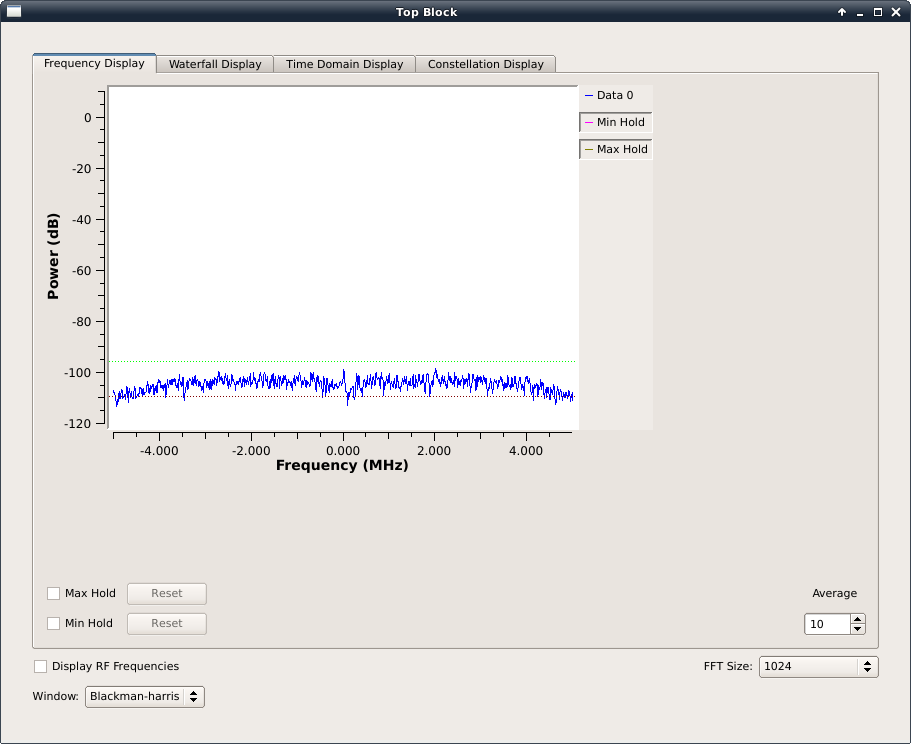 Top Block
Frequency Display Waterfall Display Time Domain Display Constellation Display
Data 0
Min Hold
Max Hold
0
-20
-40
-60
-80
-100
-120
Power (dB)
-4.000 -2.000 0.000 2.000 4.000
Frequency (MHz)
Max Hold Reset Average
Min Hold Reset 10
Display RF Frequencies FFT Size: 1024
Window: Blackman-harris